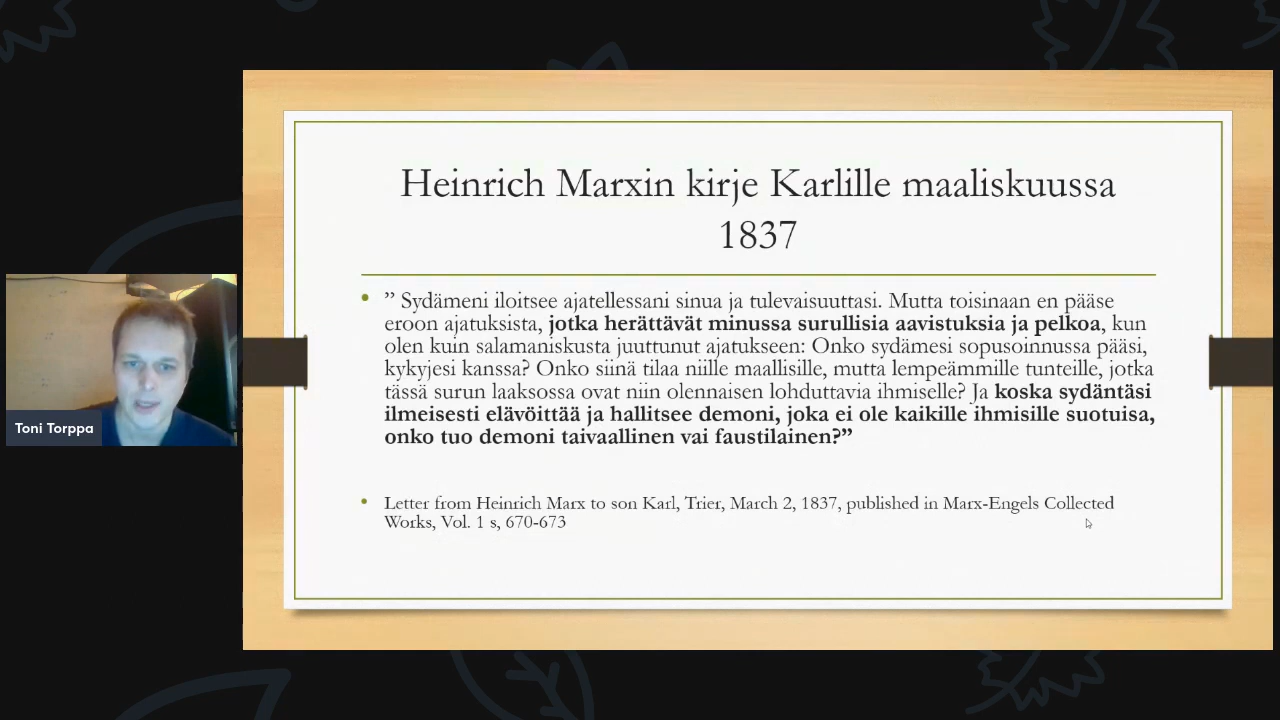 Heinrich Marxin kirje Karlille maaliskuussa
1837
” Sydämeni iloitsee ajatellessani sinua ja tulevaisuuttasi. Mutta toisinaan en pääse
eroon ajatuksista, jotka herättävät minussa surullisia aavistuksia ja pelkoa, kun
olen kuin salamaniskusta juuttunut ajatukseen: Onko sydämesi sopusoinnussa pääsi,
kykyjesi kanssa? Onko siinä tilaa niille maallisille, mutta lempeämmille tunteille, jotka
tässä surun laaksossa ovat niin olennaisen lohduttavia ihmiselle? Ja koska sydäntäsi
ilmeisesti elävöittää ja hallitsee demoni, joka ei ole kaikille ihmisille suotuisa,
onko tuo demoni taivaallinen vai faustilainen?”
Letter from Heinrich Marx to son Karl, Trier, March 2, 1837, published in Marx-Engels Collected
Works, Vol. 1 s, 670-673
Toni Torppa